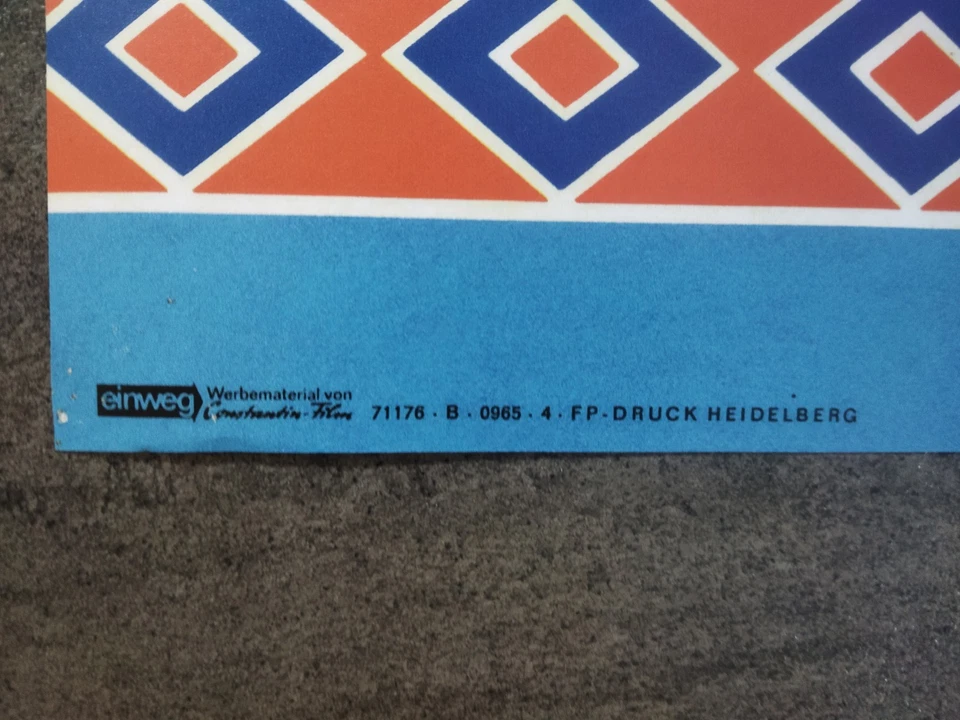 einweg Werbematerial von
Constantin-Film 71176 · B · 0965 · 4 · FP-DRUCK HEIDELBERG